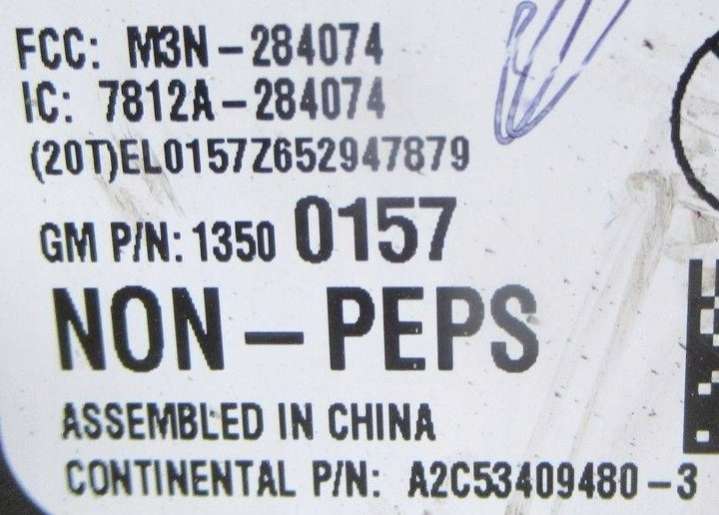 FCC: M3N-284074
IC: 7812A-284074
(20T)EL0157Z652947879
GM P/N: 1350 0157
NON-PEPS
ASSEMBLED IN CHINA
CONTINENTAL P/N: A2C53409480-3